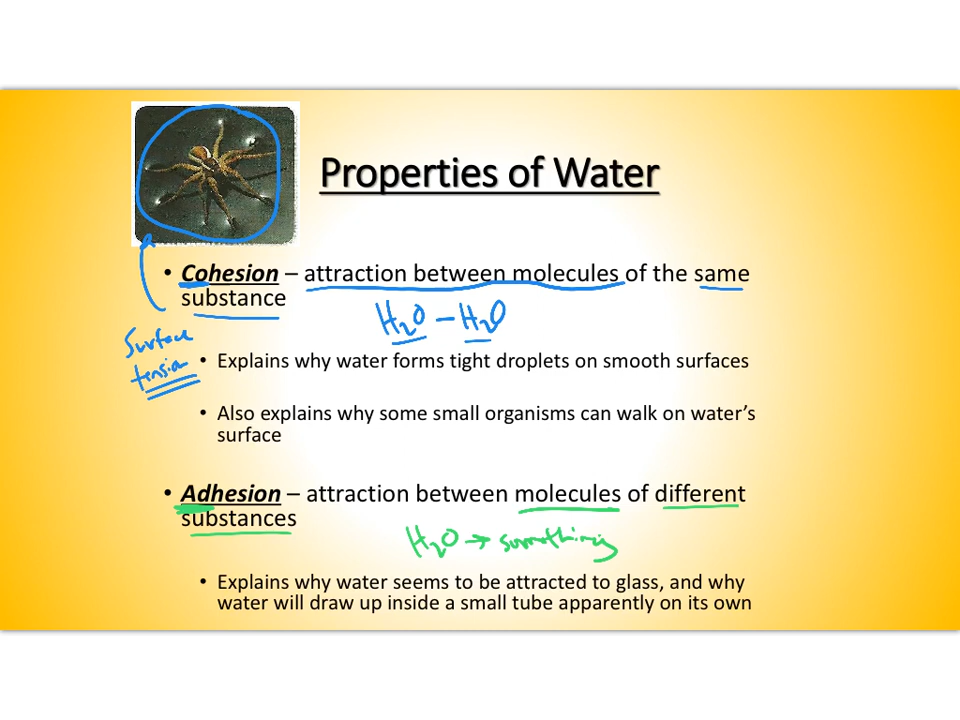 Properties of Water
• Cohesion – attraction between molecules of the same
substance
H₂O – H₂O
Surface
tension
• Explains why water forms tight droplets on smooth surfaces
• Also explains why some small organisms can walk on water's
surface
• Adhesion – attraction between molecules of different
substances
H₂O → something
• Explains why water seems to be attracted to glass, and why
water will draw up inside a small tube apparently on its own